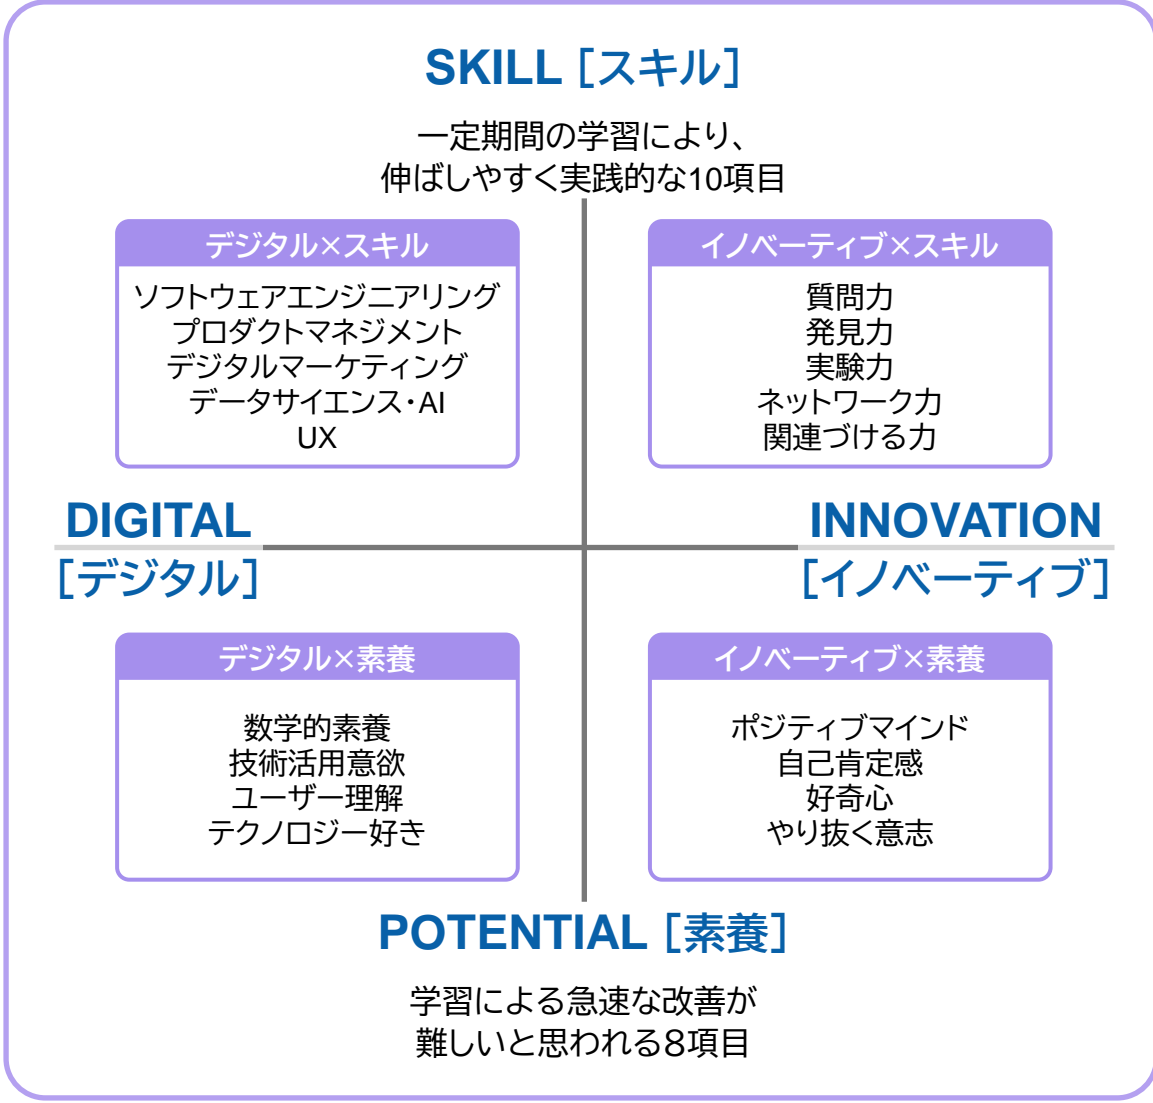 SKILL [スキル]
一定期間の学習により、
伸ばしやすく実践的な10項目
デジタル×スキル
ソフトウェアエンジニアリング
プロダクトマネジメント
デジタルマーケティング
データサイエンス・AI
UX
イノベーティブ×スキル
質問力
発見力
実験力
ネットワーク力
関連づける力
DIGITAL
[デジタル]
INNOVATION
[イノベーティブ]
デジタル×素養
数学的素養
技術活用意欲
ユーザー理解
テクノロジー好き
イノベーティブ×素養
ポジティブマインド
自己肯定感
好奇心
やり抜く意志
POTENTIAL [素養]
学習による急速な改善が
難しいと思われる8項目